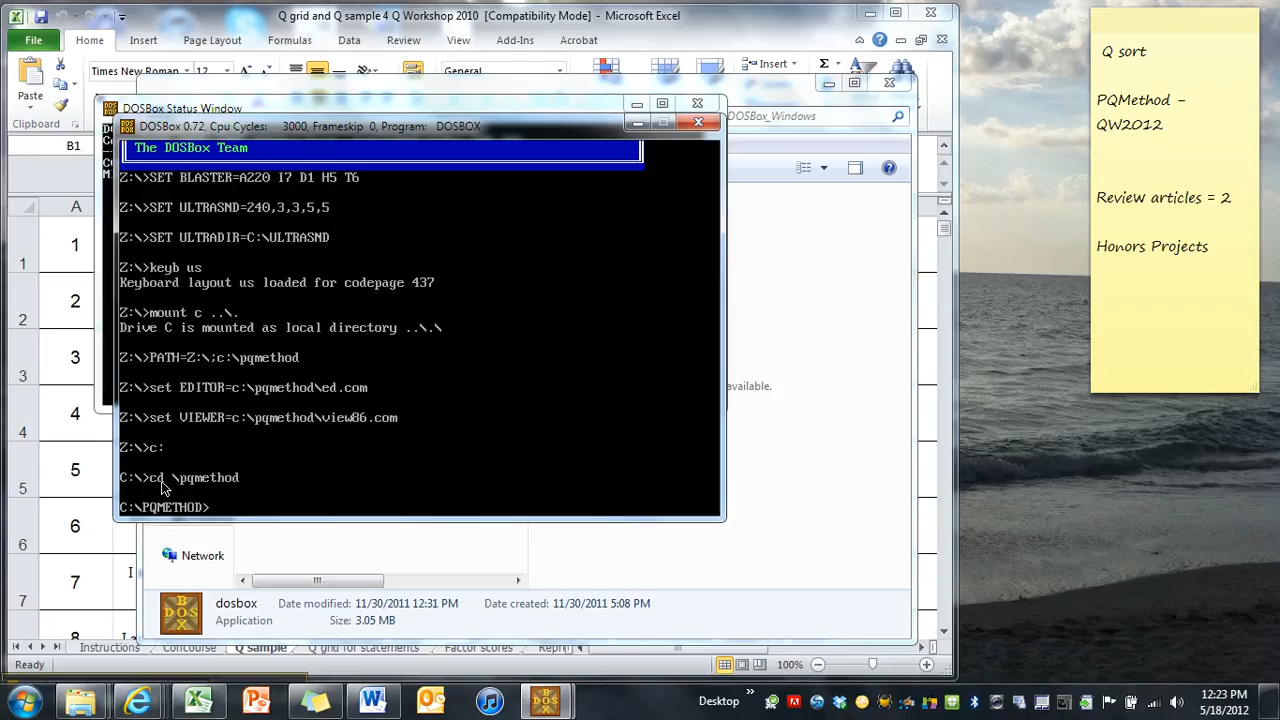 Q grid and Q sample 4 Q Workshop 2010 [Compatibility Mode] - Microsoft Excel
File Home Insert Page Layout Formulas Data Review View Add-Ins Acrobat
Times New Roman 12 General Insert
Paste
Clipboard
B1
A
1 1
2 2
3 3
4 4
5 5
6 6
7 7
8
DOSBox Status Window
DOSBox_Windows
DOSBox 0.72, Cpu Cycles: 3000, Frameskip 0, Program: DOSBOX
The DOSBox Team
Z:\>SET BLASTER=A220 I7 D1 H5 T6
Z:\>SET ULTRASND=240,3,3,5,5
Z:\>SET ULTRADIR=C:\ULTRASND
Z:\>keyb us
Keyboard layout us loaded for codepage 437
Z:\>mount c ..\.
Drive C is mounted as local directory ..\.\
Z:\>PATH=Z:\;c:\pqmethod
Z:\>set EDITOR=c:\pqmethod\ed.com
Z:\>set VIEWER=c:\pqmethod\view86.com
Z:\>c:
C:\>cd \pqmethod
C:\PQMETHOD>
available.
Network
dosbox Date modified: 11/30/2011 12:31 PM Date created: 11/30/2011 5:08 PM
Application Size: 3.05 MB
Instructions Concourse Q sample Q grid for statements Factor scores
Ready 100%
Q sort
PQMethod -
QW2012
Review articles = 2
Honors Projects
Desktop
12:23 PM
5/18/2012